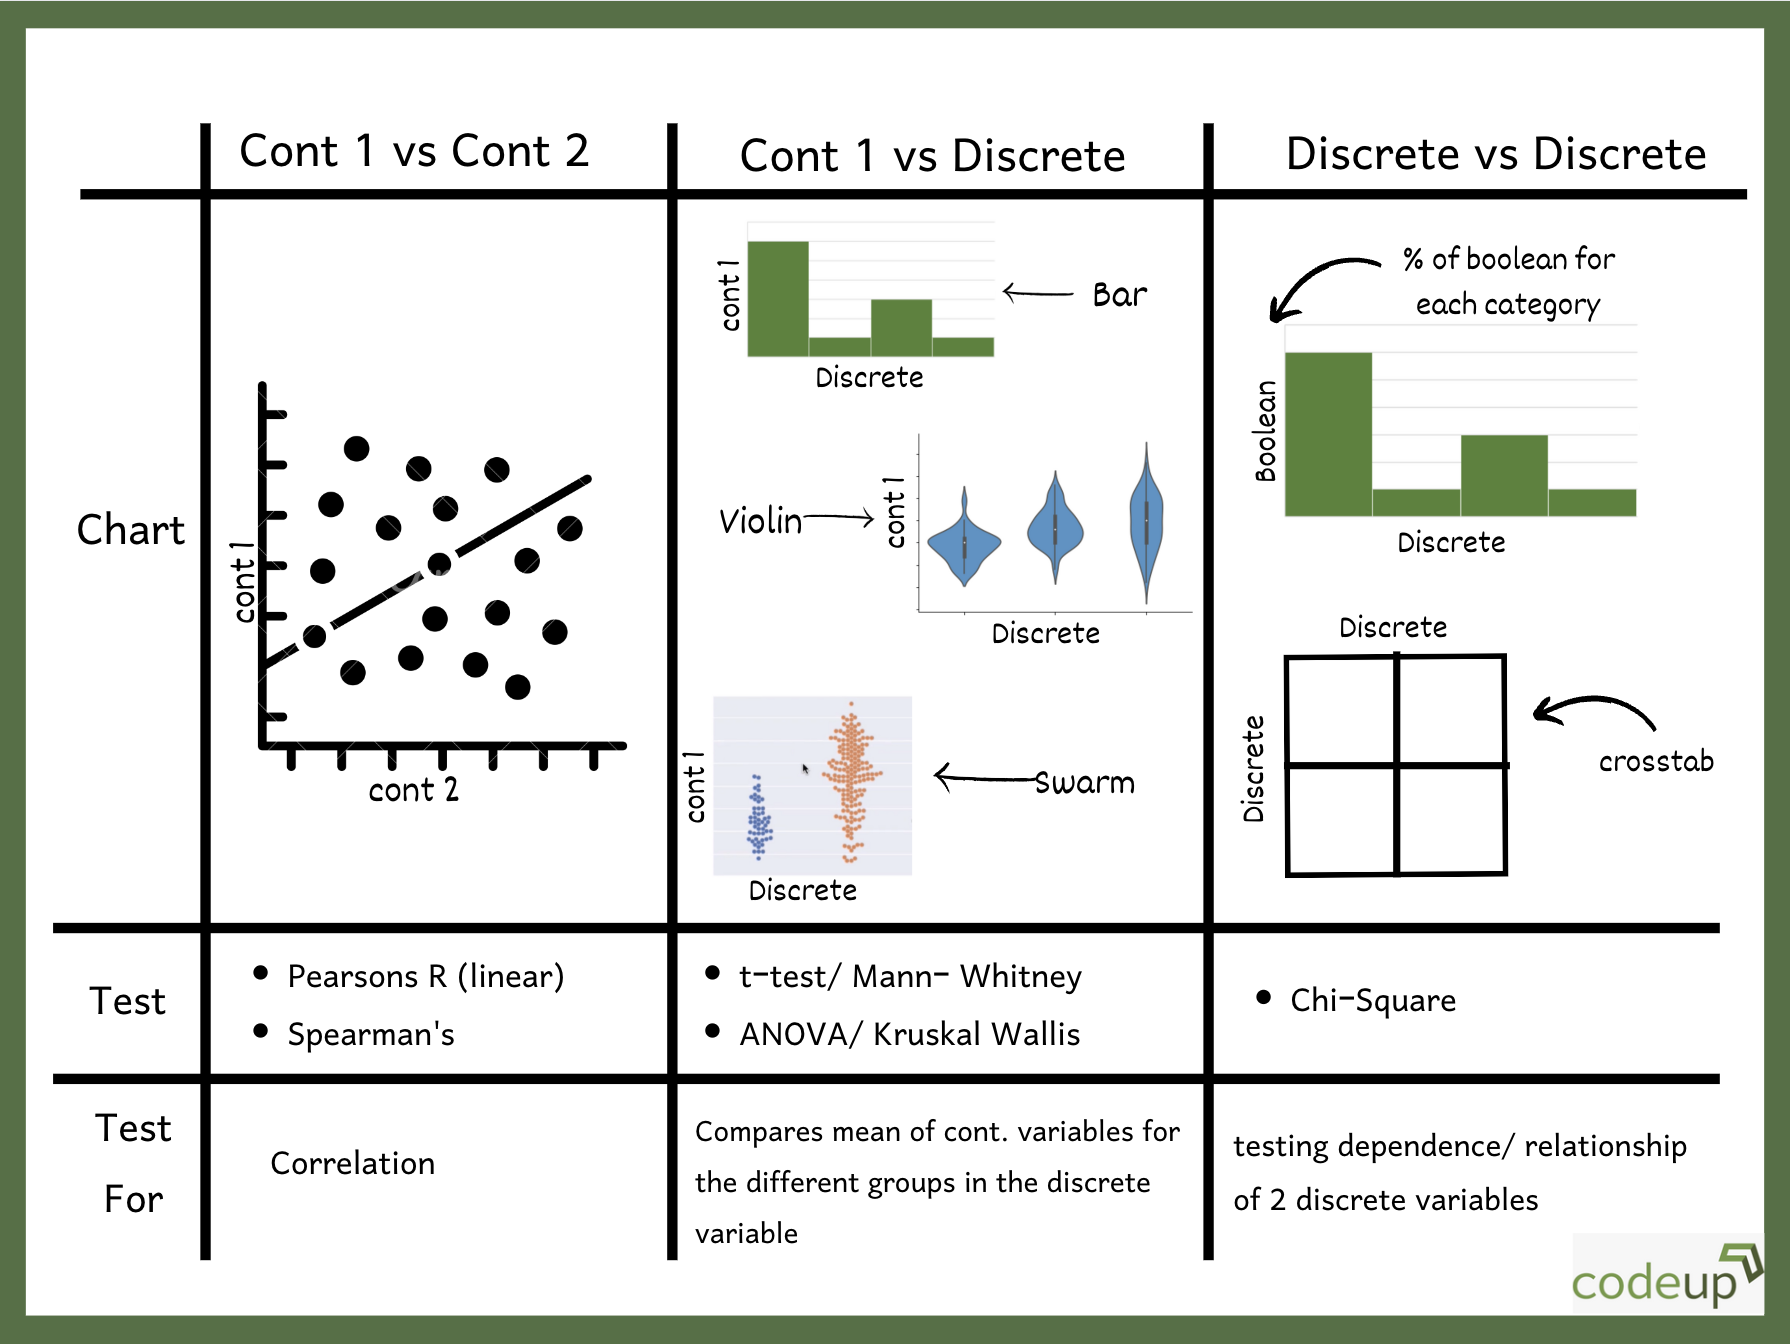 Cont 1 vs Cont 2
Cont 1 vs Discrete
Discrete vs Discrete
Chart
cont 1
cont 2
cont 1
Bar
Discrete
Violin
cont 1
Discrete
cont 1
swarm
Discrete
% of boolean for
each category
Boolean
Discrete
Discrete
Discrete
crosstab
Test
• Pearsons R (linear)
• Spearman's
• t-test/ Mann- Whitney
• ANOVA/ Kruskal Wallis
• Chi-Square
Test
For
Correlation
Compares mean of cont. variables for
the different groups in the discrete
variable
testing dependence/ relationship
of 2 discrete variables
codeup